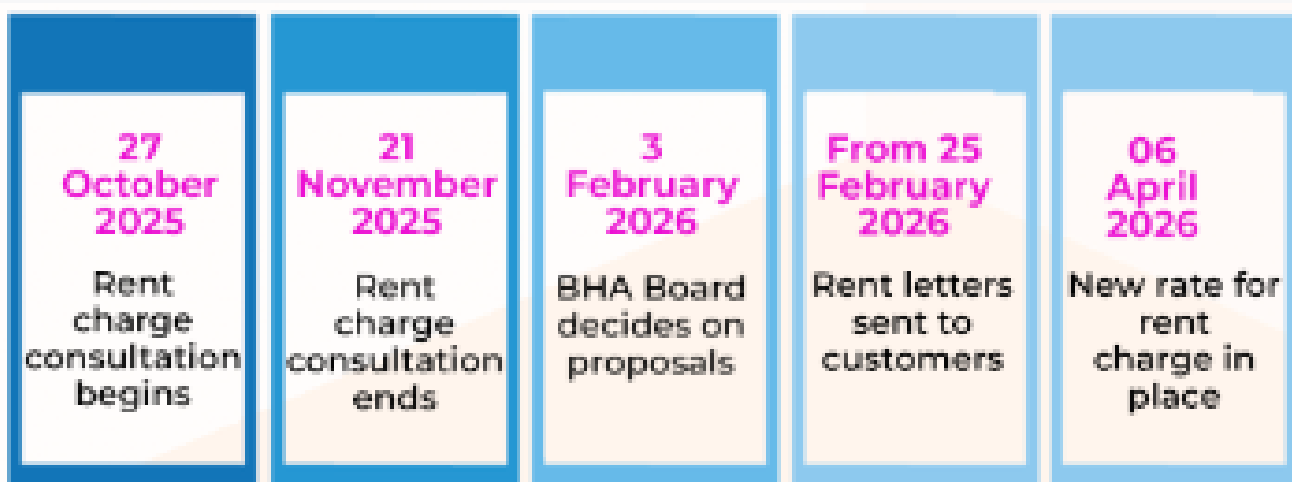 27
October
2025
Rent
charge
consultation
begins
21
November
2025
Rent
charge
consultation
ends
3
February
2026
BHA Board
decides on
proposals
From 25
February
2026
Rent letters
sent to
customers
06
April
2026
New rate for
rent
charge in
place